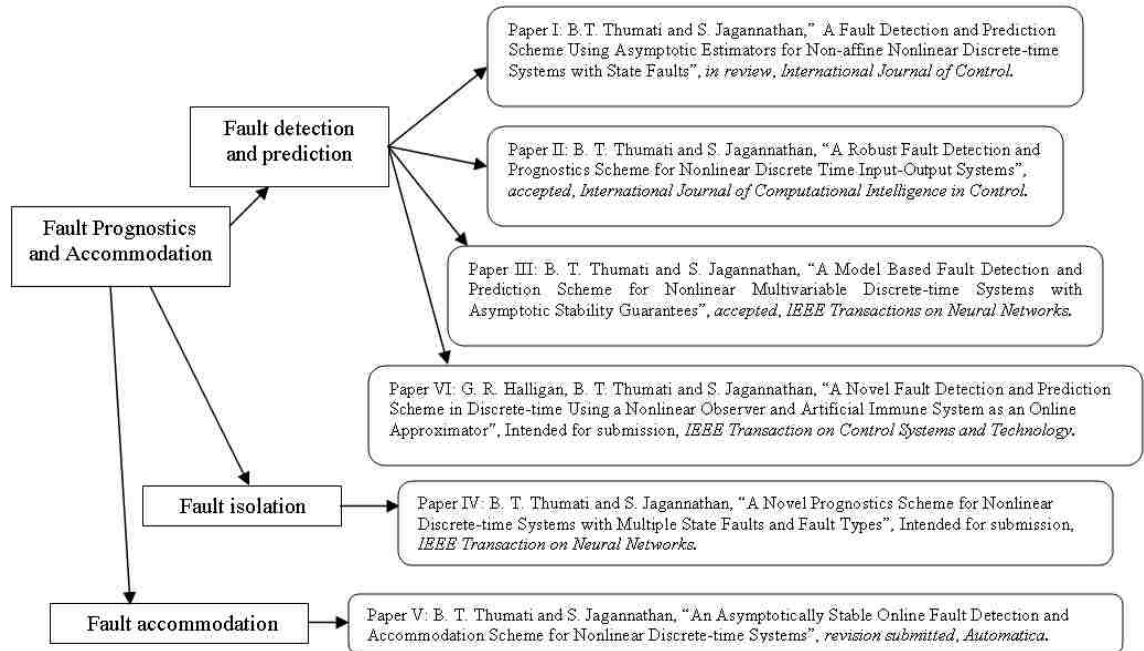 Paper I: B.T. Thumati and S. Jagannathan,” A Fault Detection and Prediction
Scheme Using Asymptotic Estimators for Non-affine Nonlinear Discrete-time
Systems with State Faults”, in review, International Journal of Control.
Fault detection
and prediction
Paper II: B. T. Thumati and S. Jagannathan, “A Robust Fault Detection and
Prognostics Scheme for Nonlinear Discrete Time Input-Output Systems”,
accepted, International Journal of Computational Intelligence in Control.
Fault Prognostics
and Accommodation
Paper III: B. T. Thumati and S. Jagannathan, “A Model Based Fault Detection and
Prediction Scheme for Nonlinear Multivariable Discrete-time Systems with
Asymptotic Stability Guarantees”, accepted, IEEE Transactions on Neural Networks.
Paper VI: G. R. Halligan, B. T. Thumati and S. Jagannathan, “A Novel Fault Detection and Prediction
Scheme in Discrete-time Using a Nonlinear Observer and Artificial Immune System as an Online
Approximator”, Intended for submission, IEEE Transaction on Control Systems and Technology.
Fault isolation
Paper IV: B. T. Thumati and S. Jagannathan, “A Novel Prognostics Scheme for Nonlinear
Discrete-time Systems with Multiple State Faults and Fault Types”, Intended for submission,
IEEE Transaction on Neural Networks.
Fault accommodation
Paper V: B. T. Thumati and S. Jagannathan, “An Asymptotically Stable Online Fault Detection and
Accommodation Scheme for Nonlinear Discrete-time Systems”, revision submitted, Automatica.